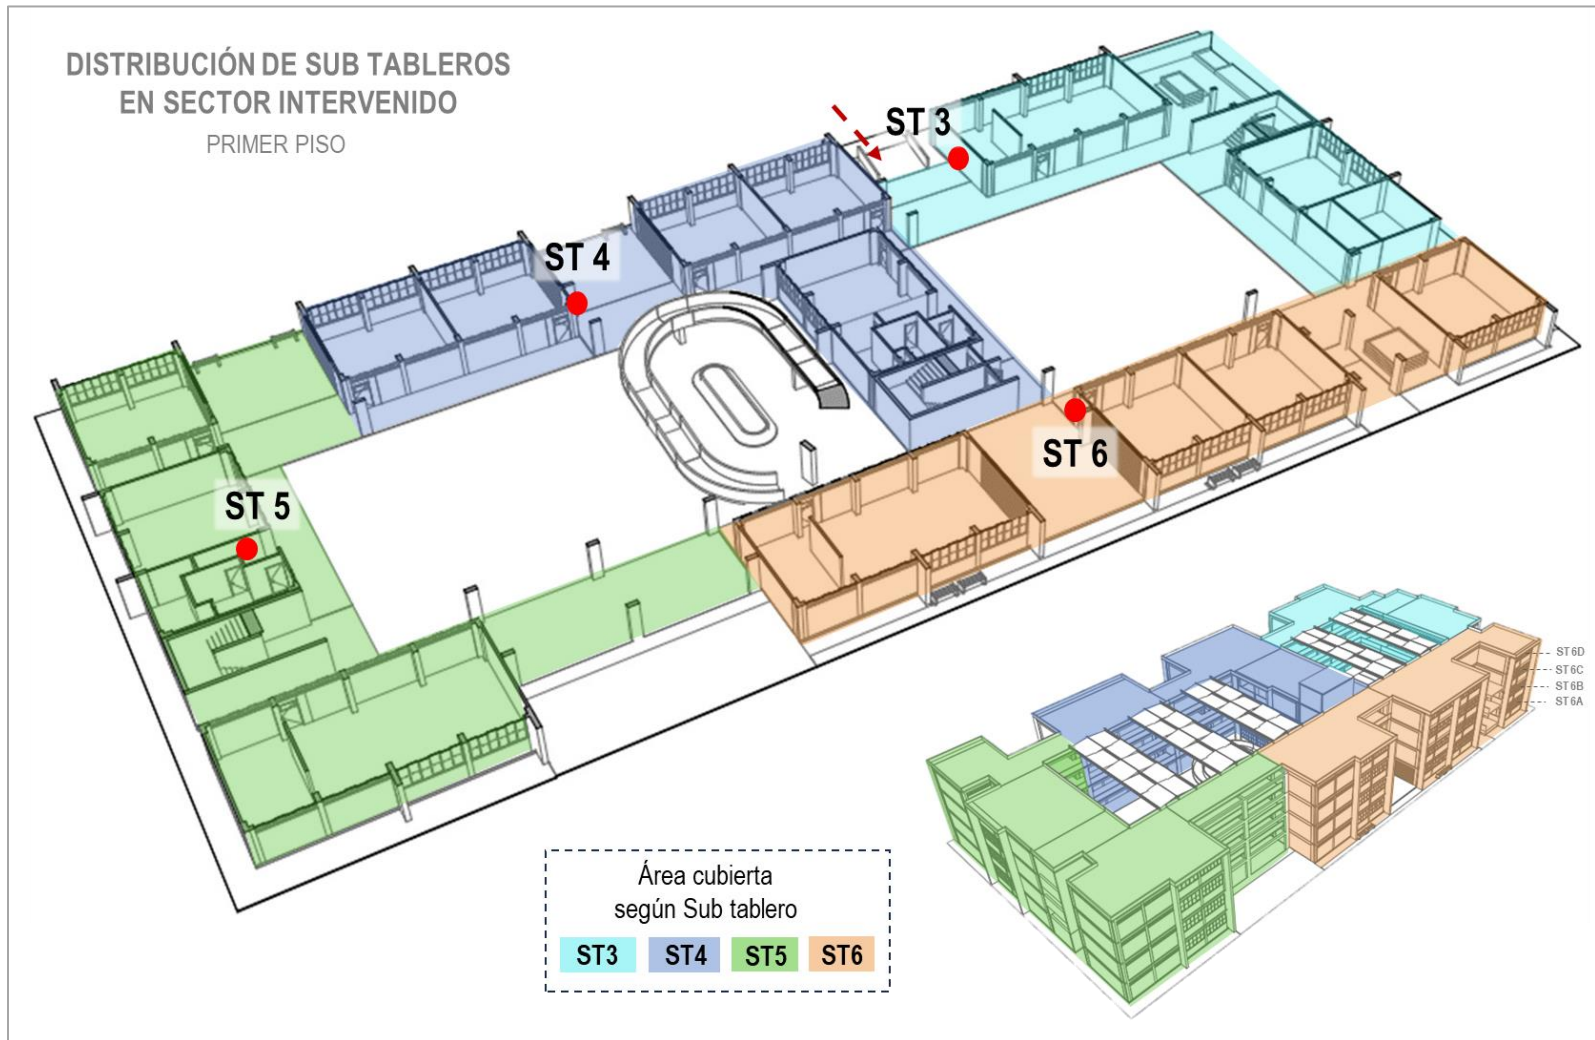 DISTRIBUCIÓN DE SUB TABLEROS
EN SECTOR INTERVENIDO
PRIMER PISO
ST 3
ST 4
ST 5
ST 6
ST6D
ST6C
ST6B
ST6A
Área cubierta
según Sub tablero
ST3 ST4 ST5 ST6